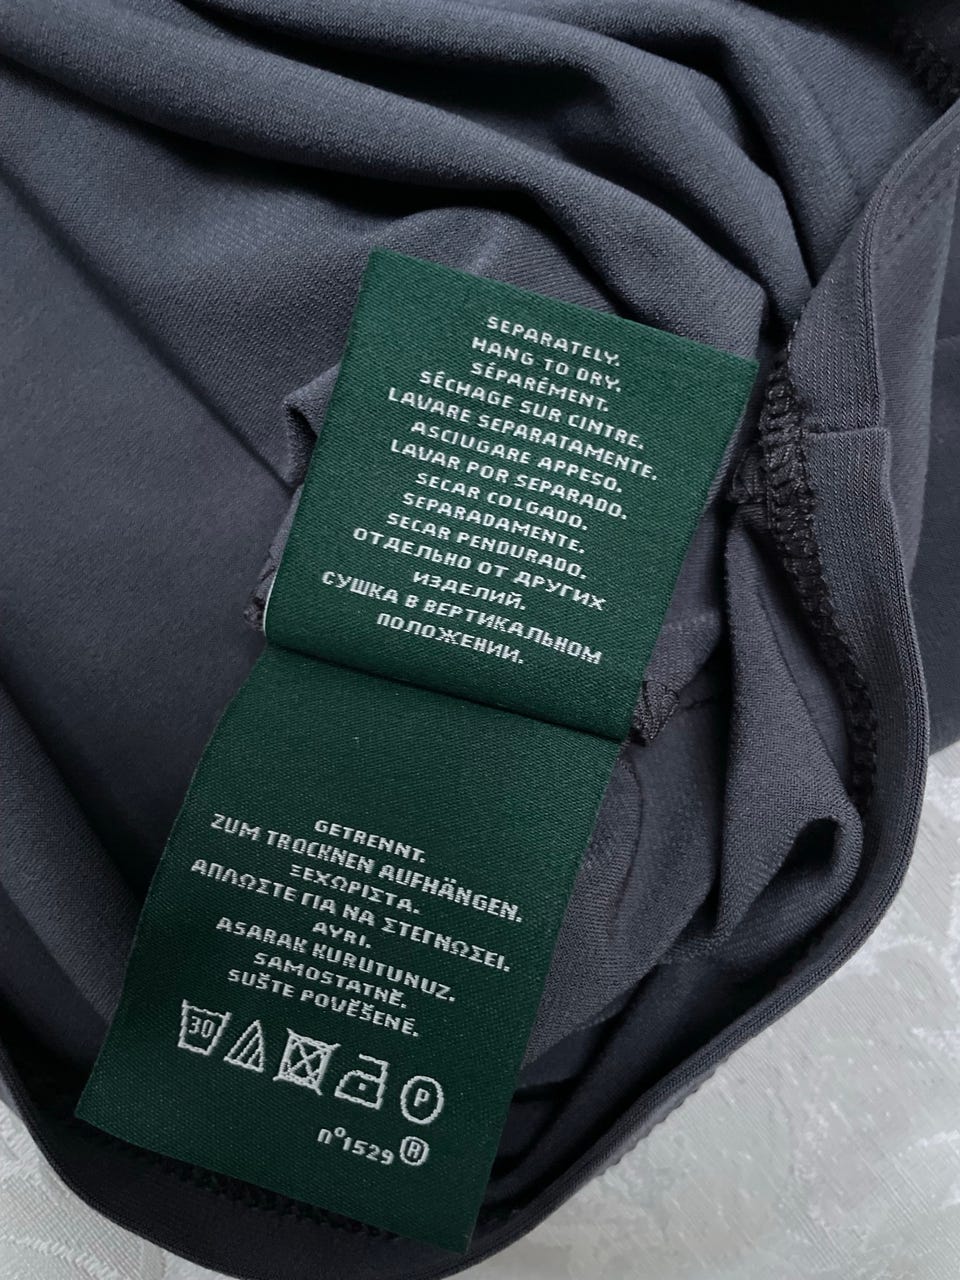 SEPARATELY.
HANG TO DRY.
SÉPARÉMENT.
SÉCHAGE SUR CINTRE.
LAVARE SEPARATAMENTE.
ASCIUGARE APPESO.
LAVAR POR SEPARADO.
SECAR COLGADO.
SEPARADAMENTE.
SECAR PENDURADO.
ОТДЕЛЬНО ОТ ДРУГИХ
ИЗДЕЛИЙ.
СУШКА В ВЕРТИКАЛЬНОМ
ПОЛОЖЕНИИ.
GETRENNT.
ZUM TROCKNEN AUFHÄNGEN.
ΞΕΧΩΡΙΣΤΑ.
ΑΠΛΩΣΤΕ ΓΙΑ ΝΑ ΣΤΕΓΝΩΣΕΙ.
AYRI.
ASARAK KURUTUNUZ.
SAMOSTATNĚ.
SUŠTE POVĚŠENÉ.
30 P
nº1529 ®